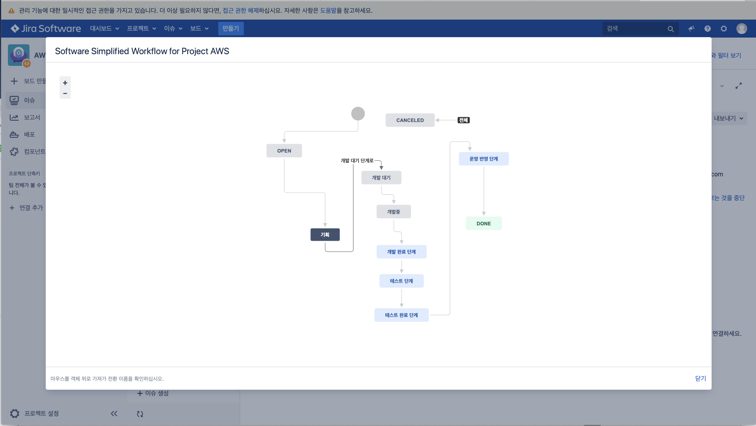 관리 기능에 대한 일시적인 접근 권한을 가지고 있습니다. 더 이상 필요하지 않다면, 접근 권한 해제하십시오. 자세한 사항은 도움말을 참고하세요.
Jira Software 대시보드 프로젝트 이슈 보드 만들기 검색
Software Simplified Workflow for Project AWS
AW
보드 만
이슈
보고서
배포
컴포넌트
프로젝트 단축키
팀 전체가 볼 수 있
니다.
연결 추가
+
−
CANCELED
전체
OPEN
개발 대기 단계로
개발 대기
개발중
기획
개발 완료 단계
테스트 단계
테스트 완료 단계
운영 반영 단계
DONE
필터 보기
내보내기
com
는 것을 중단
연결하세요.
마우스를 객체 위로 가져가 전환 이름을 확인하십시오.
닫기
+ 이슈 생성
프로젝트 설정